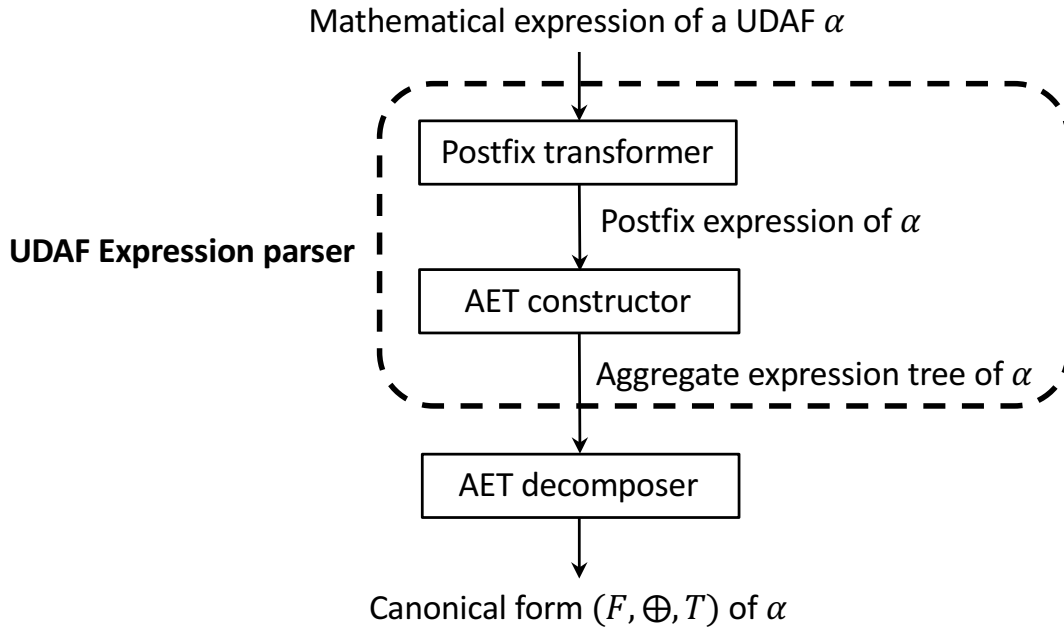 Mathematical expression of a UDAF α
Postfix transformer
Postfix expression of α
UDAF Expression parser
AET constructor
Aggregate expression tree of α
AET decomposer
Canonical form (F, ⊕, T) of α